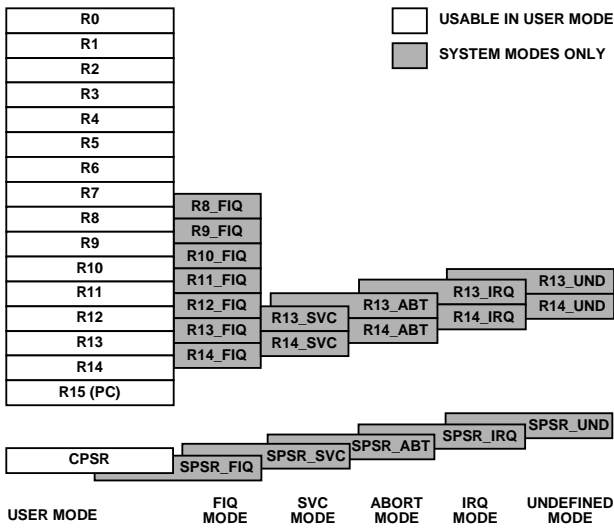 R0
R1
R2
R3
R4
R5
R6
R7
R8
R9
R10
R11
R12
R13
R14
R15 (PC)
USABLE IN USER MODE
SYSTEM MODES ONLY
R8_FIQ
R9_FIQ
R10_FIQ
R11_FIQ
R12_FIQ
R13_FIQ
R14_FIQ
R13_SVC
R14_SVC
R13_ABT
R14_ABT
R13_IRQ
R14_IRQ
R13_UND
R14_UND
CPSR
SPSR_FIQ
SPSR_SVC
SPSR_ABT
SPSR_IRQ
SPSR_UND
USER MODE
FIQ
MODE
SVC
MODE
ABORT
MODE
IRQ
MODE
UNDEFINED
MODE